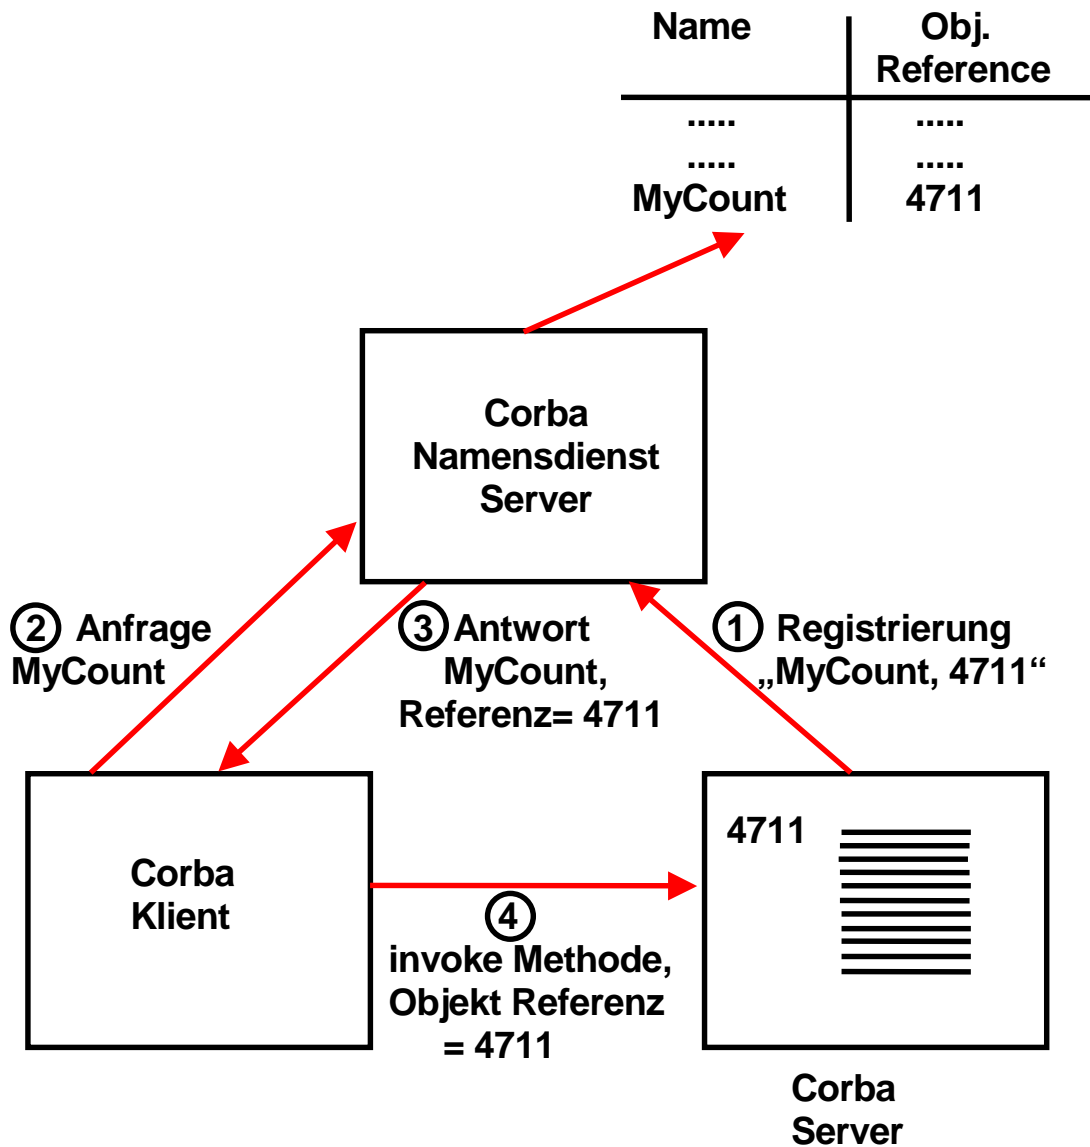 Name Obj.
Reference
..... .....
..... .....
MyCount 4711
Corba
Namensdienst
Server
2 Anfrage
MyCount
3 Antwort
MyCount,
Referenz= 4711
1 Registrierung
„MyCount, 4711“
Corba
Klient
4
invoke Methode,
Objekt Referenz
= 4711
4711
Corba
Server